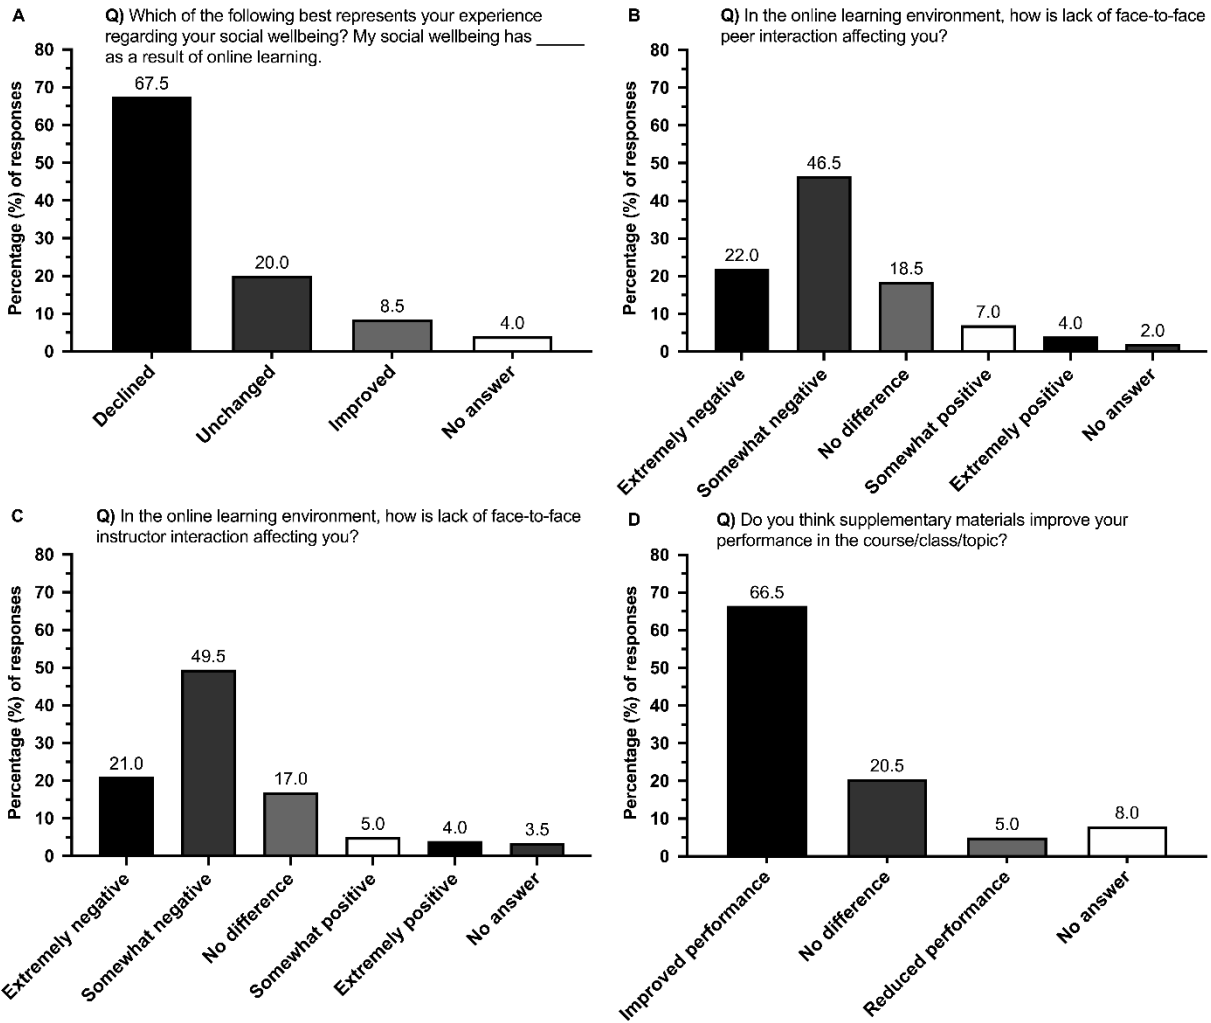 A
Q) Which of the following best represents your experience
regarding your social wellbeing? My social wellbeing has _____
as a result of online learning.
Percentage (%) of responses
80
70
60
50
40
30
20
10
0
67.5
20.0
8.5
4.0
Declined
Unchanged
Improved
No answer
B
Q) In the online learning environment, how is lack of face-to-face
peer interaction affecting you?
Percentage (%) of responses
80
70
60
50
40
30
20
10
0
22.0
46.5
18.5
7.0
4.0
2.0
Extremely negative
Somewhat negative
No difference
Somewhat positive
Extremely positive
No answer
C
Q) In the online learning environment, how is lack of face-to-face
instructor interaction affecting you?
Percentage (%) of responses
80
70
60
50
40
30
20
10
0
21.0
49.5
17.0
5.0
4.0
3.5
Extremely negative
Somewhat negative
No difference
Somewhat positive
Extremely positive
No answer
D
Q) Do you think supplementary materials improve your
performance in the course/class/topic?
Percentage (%) of responses
80
70
60
50
40
30
20
10
0
66.5
20.5
5.0
8.0
Improved performance
No difference
Reduced performance
No answer